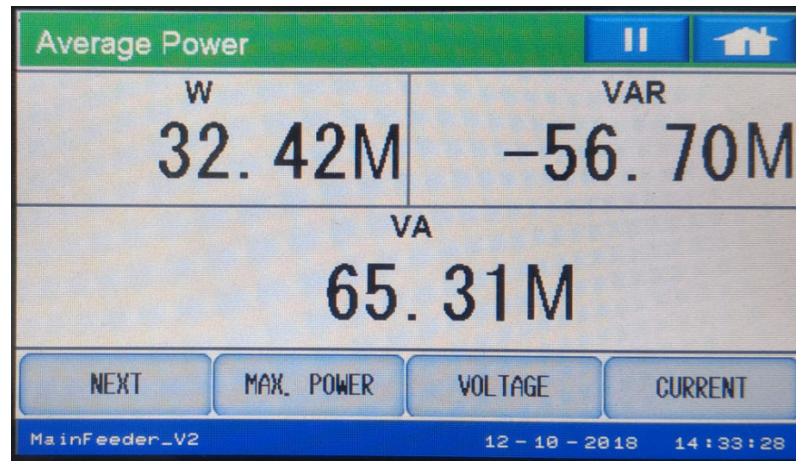 Average Power
W VAR
32.42M -56.70M
VA
65.31M
NEXT MAX. POWER VOLTAGE CURRENT
MainFeeder_V2 12-10-2018 14:33:28